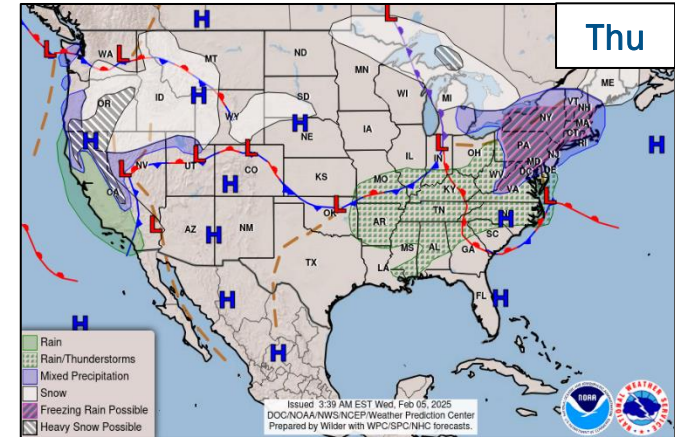 Thu
L
H
L
ND
MN
ME
L
WA
MT
VT
NH
OR
ID
H
SD
WI
MI
NY
MA
CT
RI
H
WY
H
NE
IA
PA
NJ
H
L
L
L
L
OH
MD
DE
NV
UT
CO
IL
IN
WV
DC
VA
CA
H
KS
MO
KY
L
L
L
OK
TN
NC
H
AZ
H
NM
AR
SC
MS
AL
GA
TX
LA
H
FL
H
H
H
Rain
Rain/Thunderstorms
Mixed Precipitation
Snow
Freezing Rain Possible
Heavy Snow Possible
Issued 3:39 AM EST Wed, Feb 05, 2025
DOC/NOAA/NWS/NCEP/Weather Prediction Center
Prepared by Wilder with WPC/SPC/NHC forecasts.
NOAA
NATIONAL WEATHER SERVICE